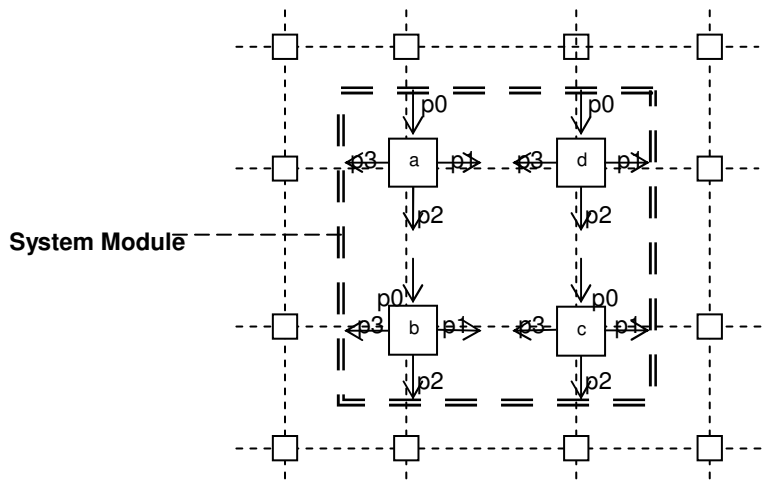 p0 p0
p3 a p1 p3 d p1
p2 p2
System Module
p0 p0
p3 b p1 p3 c p1
p2 p2